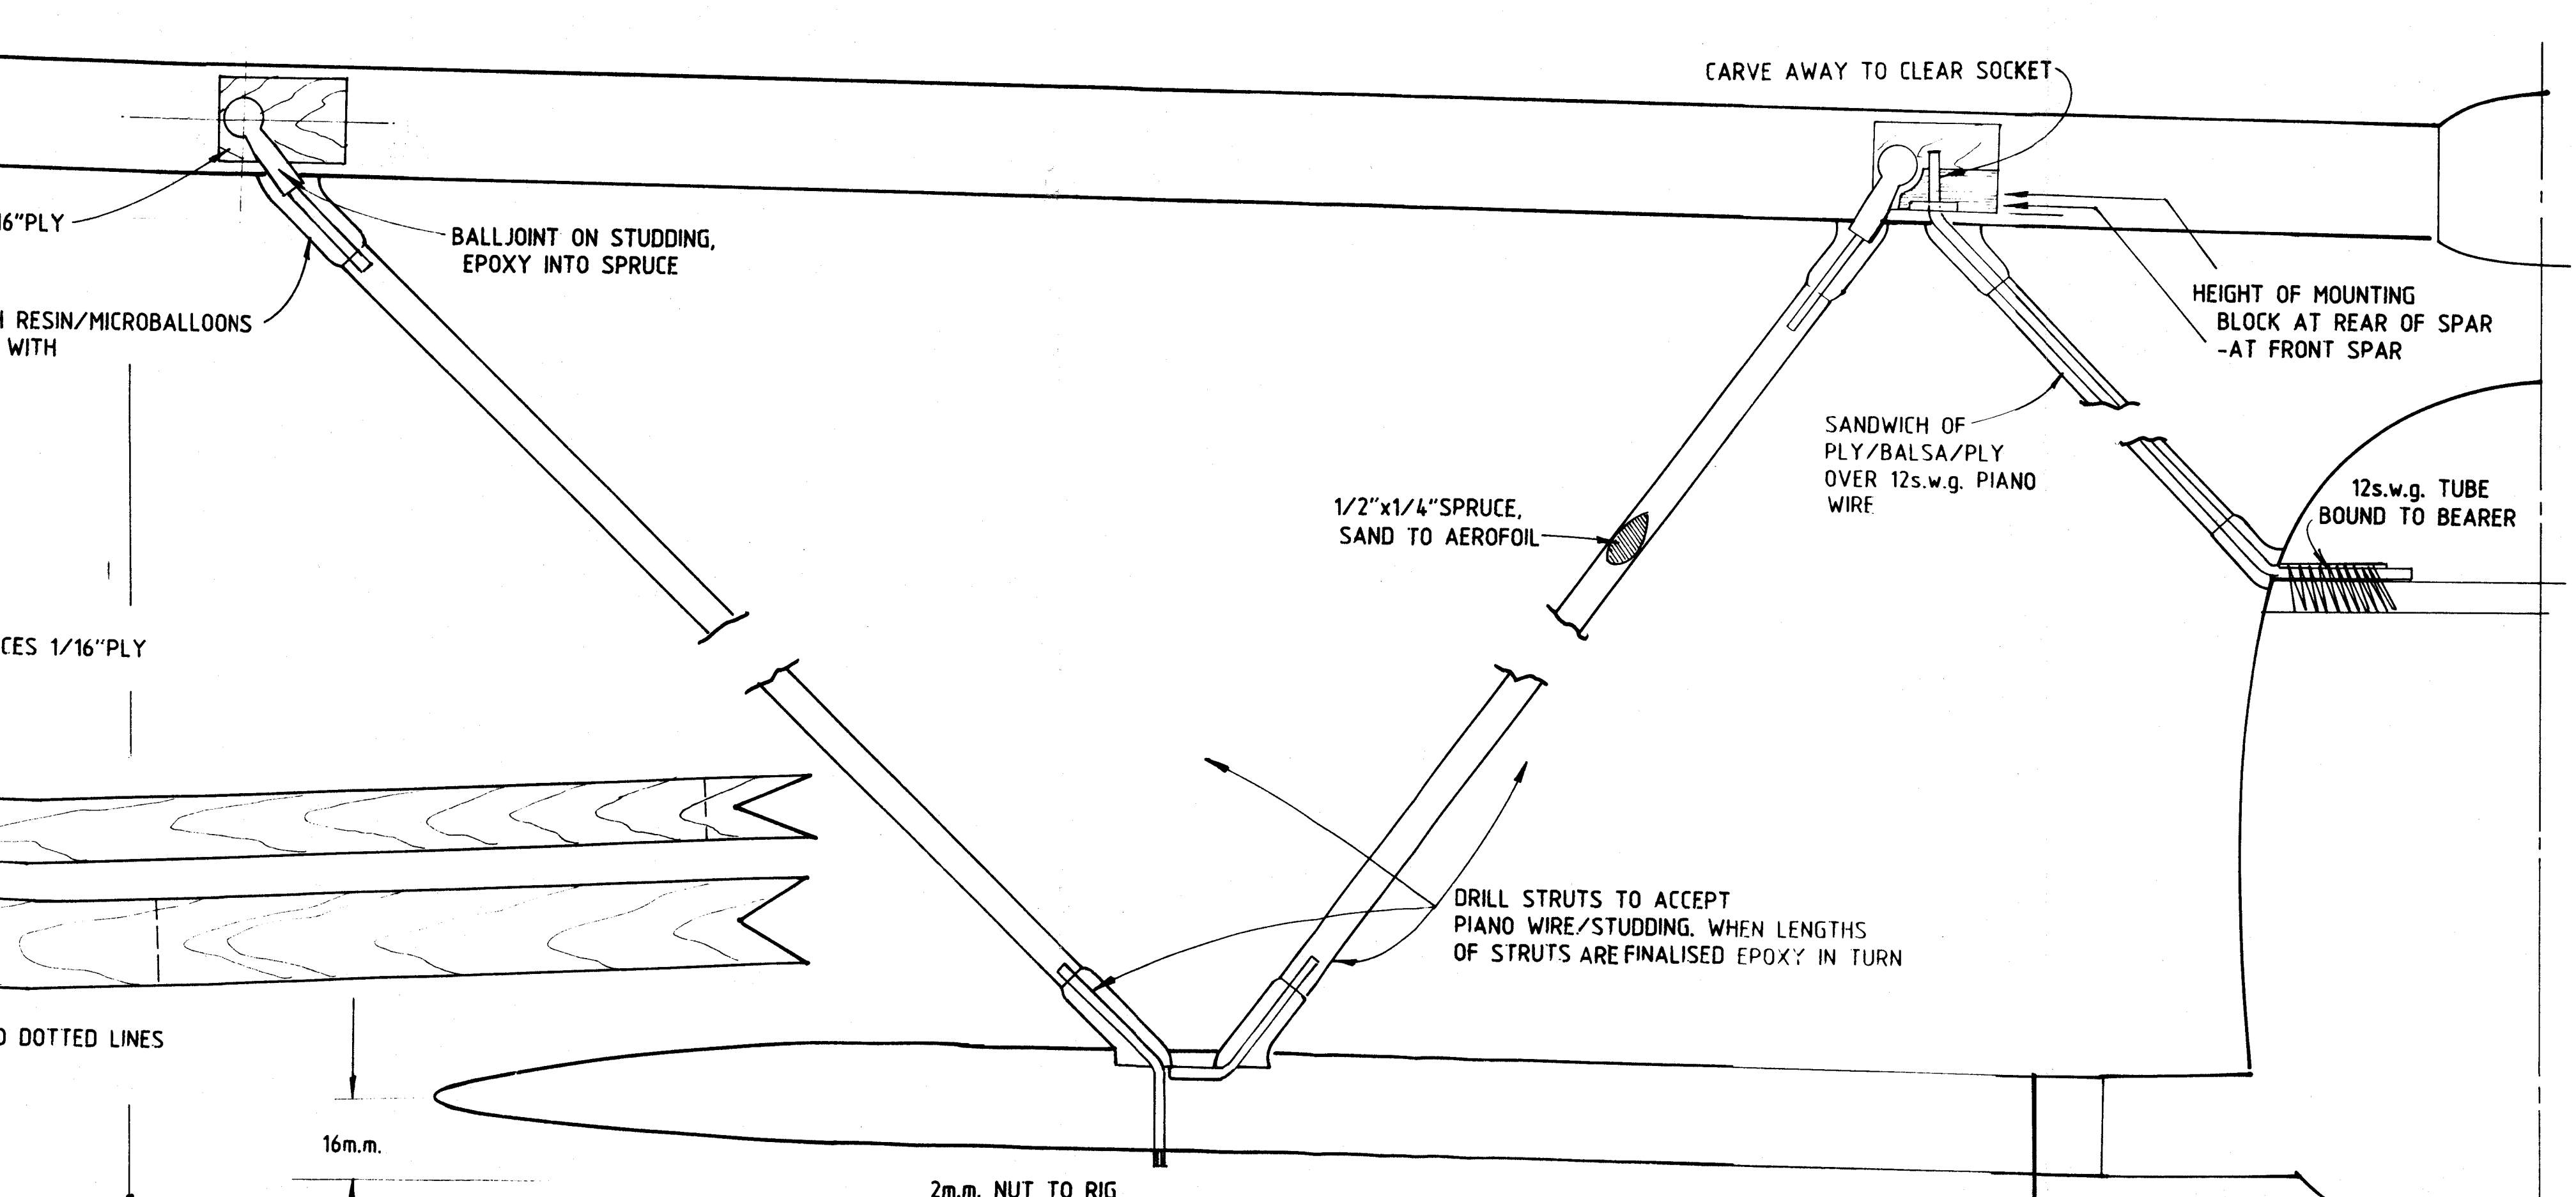 CARVE AWAY TO CLEAR SOCKET
16"PLY
BALLJOINT ON STUDDING,
EPOXY INTO SPRUCE
RESIN/MICROBALLOONS
WITH
HEIGHT OF MOUNTING
BLOCK AT REAR OF SPAR
-AT FRONT SPAR
SANDWICH OF
PLY/BALSA/PLY
OVER 12s.w.g. PIANO
WIRE
1/2"x1/4"SPRUCE,
SAND TO AEROFOIL
12s.w.g. TUBE
BOUND TO BEARER
CES 1/16"PLY
DRILL STRUTS TO ACCEPT
PIANO WIRE/STUDDING. WHEN LENGTHS
OF STRUTS ARE FINALISED EPOXY IN TURN
DOTTED LINES
16m.m.
2m.m. NUT TO RIG